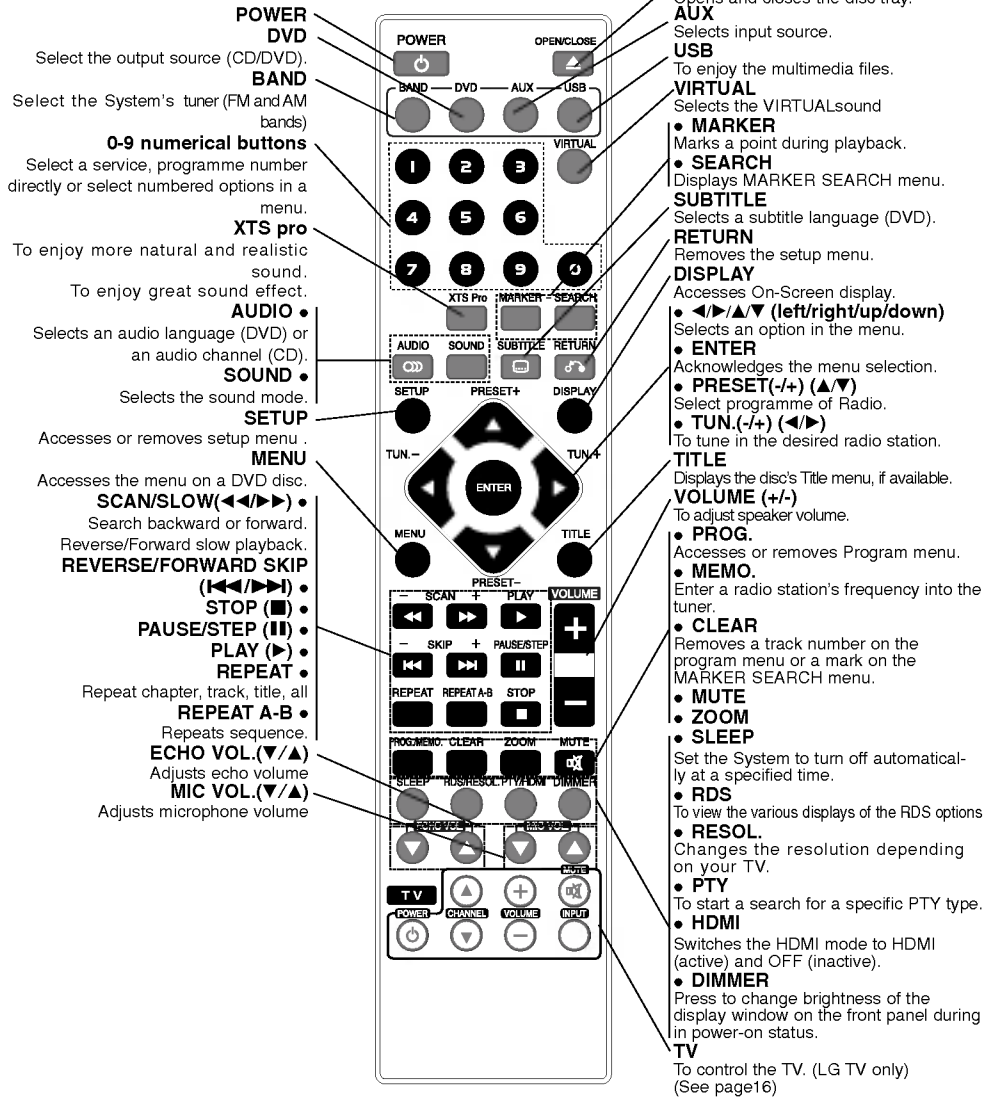 POWER
DVD
Select the output source (CD/DVD).
BAND
Select the System's tuner (FM and AM
bands)
0-9 numerical buttons
Select a service, programme number
directly or select numbered options in a
menu.
XTS pro
To enjoy more natural and realistic
sound.
To enjoy great sound effect.
AUDIO •
Selects an audio language (DVD) or
an audio channel (CD).
SOUND •
Selects the sound mode.
SETUP
Accesses or removes setup menu .
MENU
Accesses the menu on a DVD disc.
SCAN/SLOW(◄◄/►►) •
Search backward or forward.
Reverse/Forward slow playback.
REVERSE/FORWARD SKIP
(I◄◄/►►I) •
STOP (■) •
PAUSE/STEP (II) •
PLAY (►) •
REPEAT •
Repeat chapter, track, title, all
REPEAT A-B •
Repeats sequence.
ECHO VOL.(▼/▲)
Adjusts echo volume
MIC VOL.(▼/▲)
Adjusts microphone volume
POWER
OPEN/CLOSE
BAND DVD AUX USB
VIRTUAL
1 2 3
4 5 6
7 8 9 0
XTS Pro MARKER SEARCH
AUDIO SOUND SUBTITLE RETURN
SETUP PRESET+ DISPLAY
TUN.− TUN.+
ENTER
MENU TITLE
PRESET−
− SCAN + PLAY VOLUME
+
− SKIP + PAUSE/STEP
−
REPEAT REPEAT A-B STOP
PROG./MEMO. CLEAR ZOOM MUTE
SLEEP RDS/RESOL. PTY/HDMI DIMMER
ECHO VOL. MIC VOL.
MUTE
TV
POWER CHANNEL VOLUME INPUT
Opens and closes the disc tray.
AUX
Selects input source.
USB
To enjoy the multimedia files.
VIRTUAL
Selects the VIRTUALsound
• MARKER
Marks a point during playback.
• SEARCH
Displays MARKER SEARCH menu.
SUBTITLE
Selects a subtitle language (DVD).
RETURN
Removes the setup menu.
DISPLAY
Accesses On-Screen display.
• ◄/►/▲/▼ (left/right/up/down)
Selects an option in the menu.
• ENTER
Acknowledges the menu selection.
• PRESET(-/+) (▲/▼)
Select programme of Radio.
• TUN.(-/+) (◄/►)
To tune in the desired radio station.
TITLE
Displays the disc's Title menu, if available.
VOLUME (+/-)
To adjust speaker volume.
• PROG.
Accesses or removes Program menu.
• MEMO.
Enter a radio station's frequency into the
tuner.
• CLEAR
Removes a track number on the
program menu or a mark on the
MARKER SEARCH menu.
• MUTE
• ZOOM
• SLEEP
Set the System to turn off automatical-
ly at a specified time.
• RDS
To view the various displays of the RDS options
• RESOL.
Changes the resolution depending
on your TV.
• PTY
To start a search for a specific PTY type.
• HDMI
Switches the HDMI mode to HDMI
(active) and OFF (inactive).
• DIMMER
Press to change brightness of the
display window on the front panel during
in power-on status.
TV
To control the TV. (LG TV only)
(See page16)